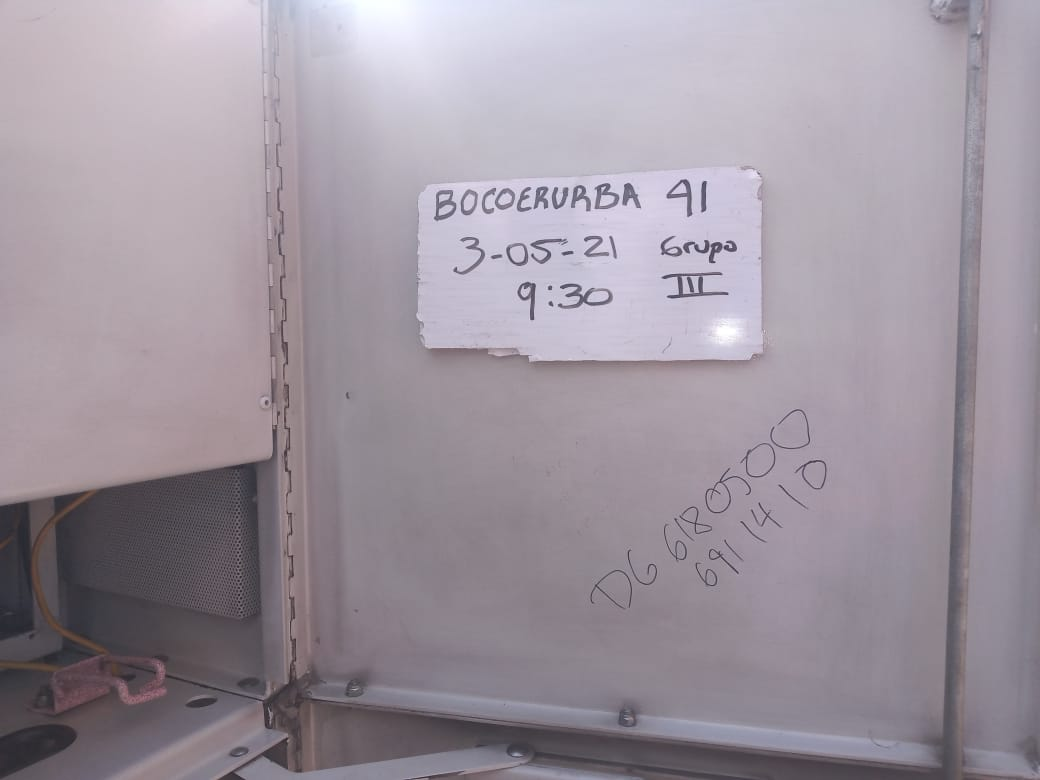 BOCOERURBA 41
3-05-21 Grupo
9:30 III
DG 6180500
6911410